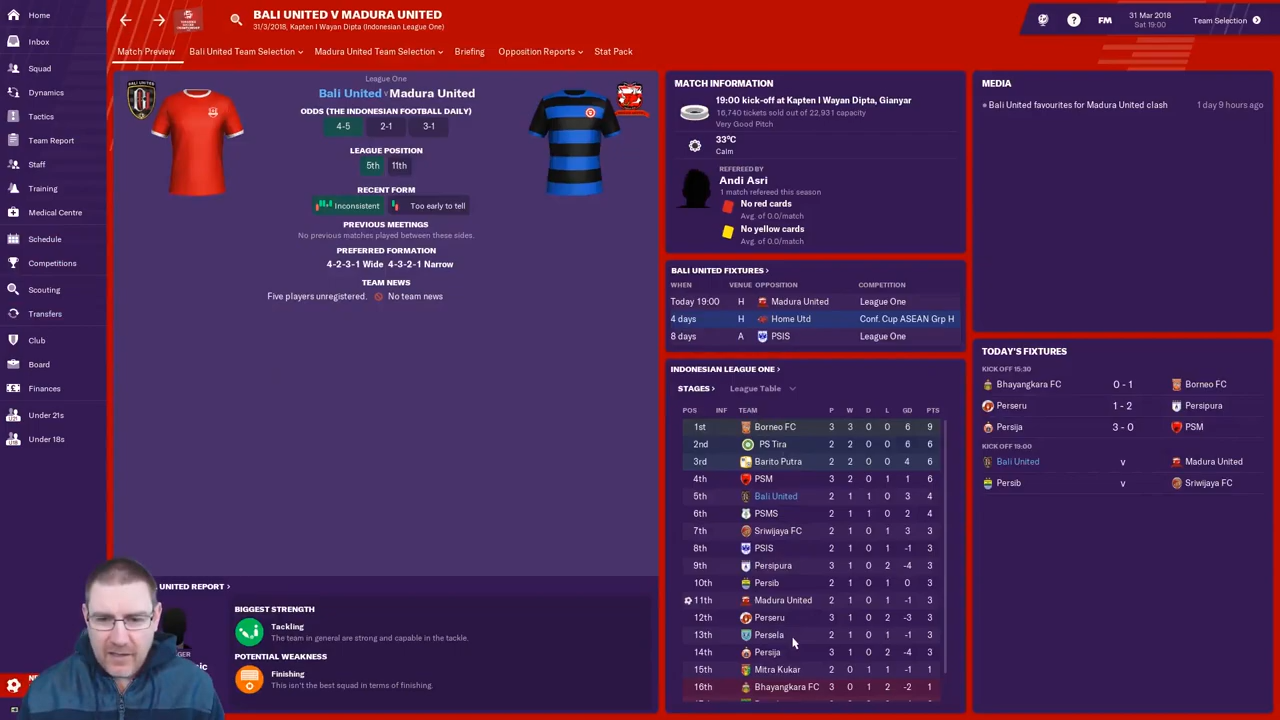 Home
Inbox
Squad
Dynamics
Tactics
Team Report
Staff
Training
Medical Centre
Schedule
Competitions
Scouting
Transfers
Club
Board
Finances
Under 21s
Under 18s
BALI UNITED V MADURA UNITED
31/3/2018, Kapten I Wayan Dipta (Indonesian League One)
FM
31 Mar 2018
Sat 19:00
Team Selection
Match Preview
Bali United Team Selection
Madura United Team Selection
Briefing
Opposition Reports
Stat Pack
League One
Bali United v Madura United
BALI UNITED
ODDS (THE INDONESIAN FOOTBALL DAILY)
4-5 2-1 3-1
LEAGUE POSITION
5th 11th
RECENT FORM
Inconsistent Too early to tell
PREVIOUS MEETINGS
No previous matches played between these sides.
PREFERRED FORMATION
4-2-3-1 Wide 4-3-2-1 Narrow
TEAM NEWS
Five players unregistered. No team news
UNITED REPORT >
BIGGEST STRENGTH
Tackling
The team in general are strong and capable in the tackle.
POTENTIAL WEAKNESS
Finishing
This isn't the best squad in terms of finishing.
MATCH INFORMATION
19:00 kick-off at Kapten I Wayan Dipta, Gianyar
16,740 tickets sold out of 22,931 capacity
Very Good Pitch
33°C
Calm
REFEREED BY
Andi Asri
1 match refereed this season
No red cards
Avg. of 0.0/match
No yellow cards
Avg. of 0.0/match
BALI UNITED FIXTURES >
WHEN VENUE OPPOSITION COMPETITION
Today 19:00 H Madura United League One
4 days H Home Utd Conf. Cup ASEAN Grp H
8 days A PSIS League One
INDONESIAN LEAGUE ONE >
STAGES > League Table
POS INF TEAM P W D L GD PTS
1st Borneo FC 3 3 0 0 6 9
2nd PS Tira 2 2 0 0 6 6
3rd Barito Putra 2 2 0 0 4 6
4th PSM 3 2 0 1 1 6
5th Bali United 2 1 1 0 3 4
6th PSMS 2 1 1 0 2 4
7th Sriwijaya FC 2 1 0 1 3 3
8th PSIS 2 1 0 1 -1 3
9th Persipura 3 1 0 2 -4 3
10th Persib 2 1 0 1 0 3
11th Madura United 2 1 0 1 -1 3
12th Perseru 3 1 0 2 -3 3
13th Persela 2 1 0 1 -1 3
14th Persija 3 1 0 2 -4 3
15th Mitra Kukar 2 0 1 1 -1 1
16th Bhayangkara FC 3 0 1 2 -2 1
MEDIA
Bali United favourites for Madura United clash 1 day 9 hours ago
TODAY'S FIXTURES
KICK OFF 15:30
Bhayangkara FC 0 - 1 Borneo FC
Perseru 1 - 2 Persipura
Persija 3 - 0 PSM
KICK OFF 19:00
Bali United v Madura United
Persib v Sriwijaya FC